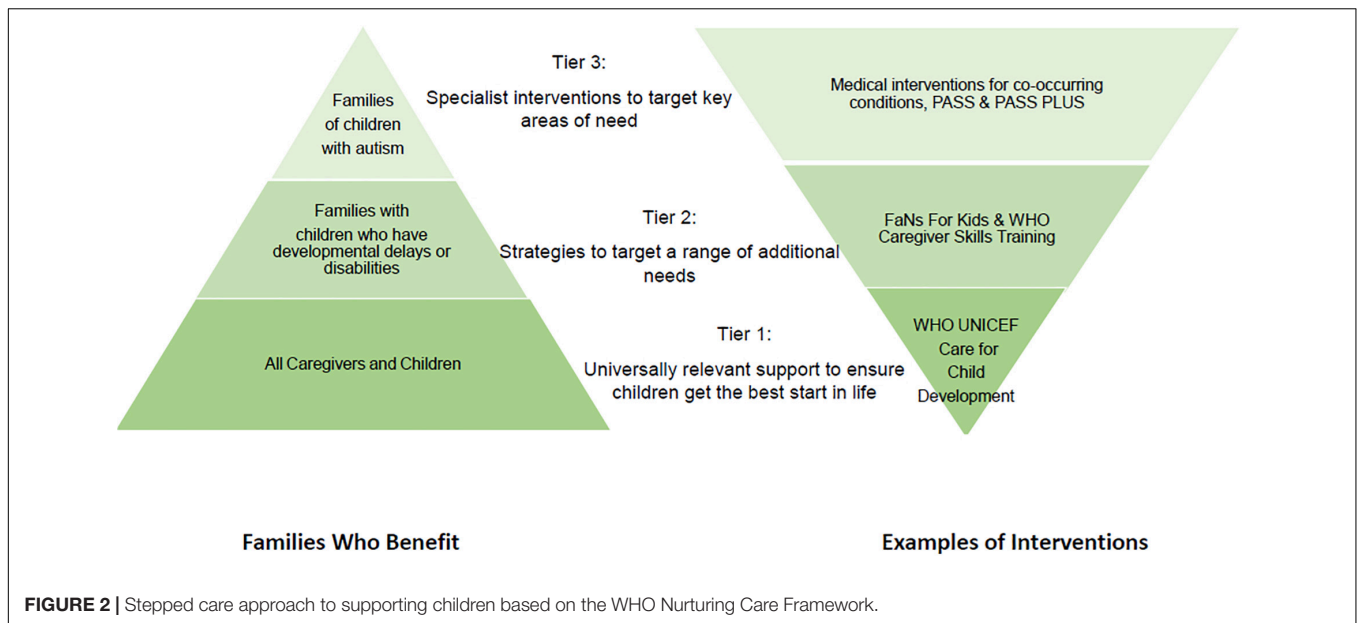 Families
of children
with autism
Tier 3:
Specialist interventions to target key
areas of need
Medical interventions for co-occurring
conditions, PASS & PASS PLUS
Families with
children who have
developmental delays or
disabilities
Tier 2:
Strategies to target a range of additional
needs
FaNs For Kids & WHO
Caregiver Skills Training
All Caregivers and Children
Tier 1:
Universally relevant support to ensure
children get the best start in life
WHO UNICEF
Care for
Child
Development
Families Who Benefit
Examples of Interventions
FIGURE 2 | Stepped care approach to supporting children based on the WHO Nurturing Care Framework.